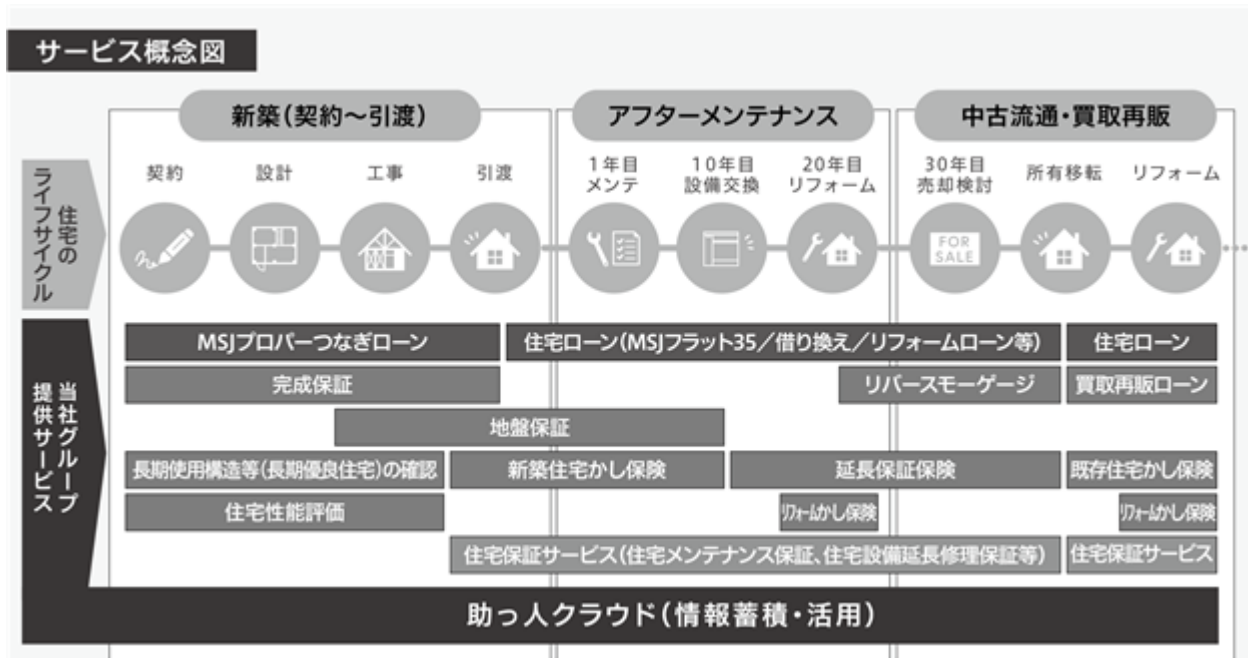 サービス概念図
新築（契約～引渡）
アフターメンテナンス
中古流通・買取再販
住宅の
ライフサイクル
契約
設計
工事
引渡
1年目
メンテ
10年目
設備交換
20年目
リフォーム
30年目
売却検討
所有移転
リフォーム
FOR
SALE
当社グループ
提供サービス
MSJプロパーつなぎローン
住宅ローン（MSJフラット35／借り換え／リフォームローン等）
住宅ローン
完成保証
リバースモーゲージ
買取再販ローン
地盤保証
長期使用構造等（長期優良住宅）の確認
新築住宅かし保険
延長保証保険
既存住宅かし保険
住宅性能評価
リフォームかし保険
リフォームかし保険
住宅保証サービス（住宅メンテナンス保証、住宅設備延長修理保証等）
住宅保証サービス
助っ人クラウド（情報蓄積・活用）